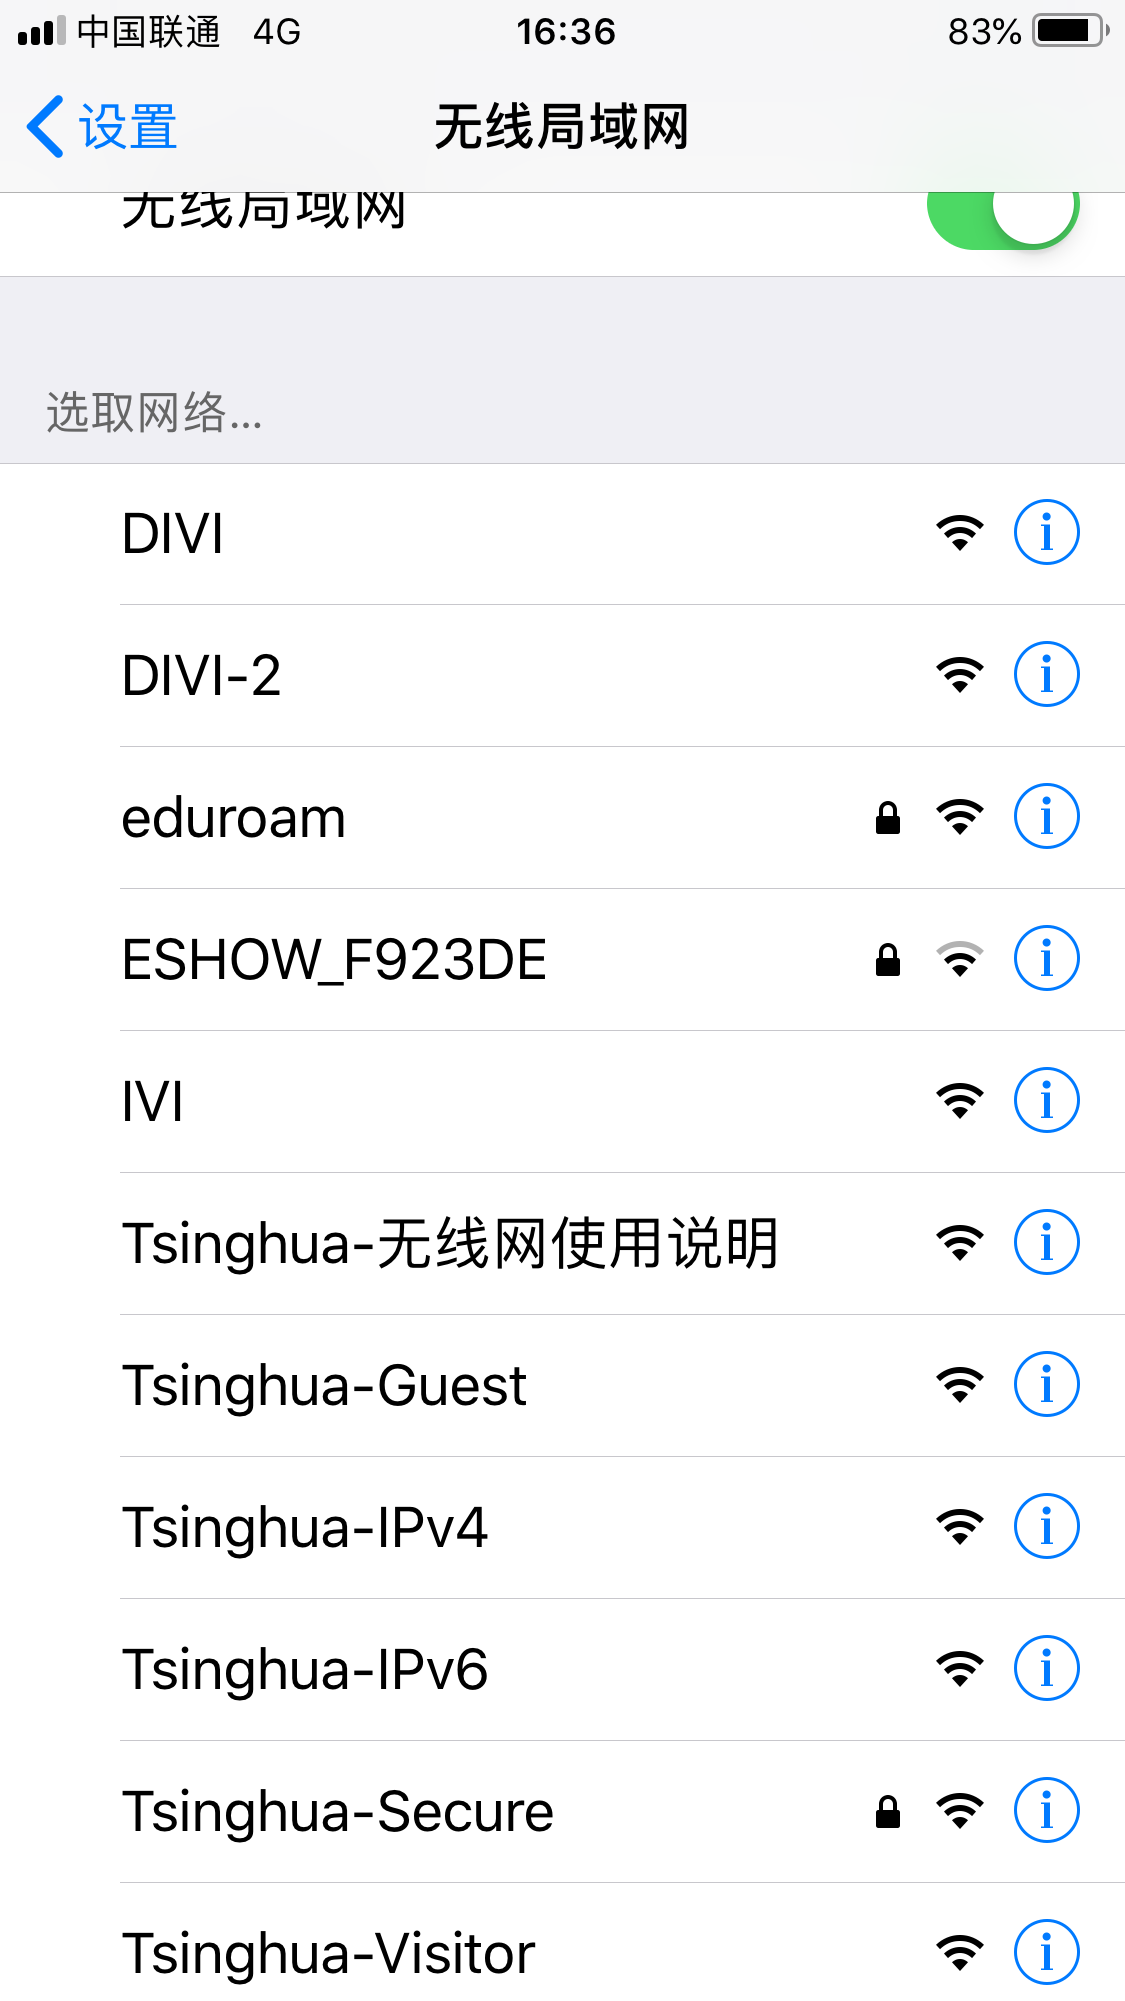 中国联通 4G 16:36 83%
设置 无线局域网
无线局域网
选取网络...
DIVI
DIVI-2
eduroam
ESHOW_F923DE
IVI
Tsinghua-无线网使用说明
Tsinghua-Guest
Tsinghua-IPv4
Tsinghua-IPv6
Tsinghua-Secure
Tsinghua-Visitor